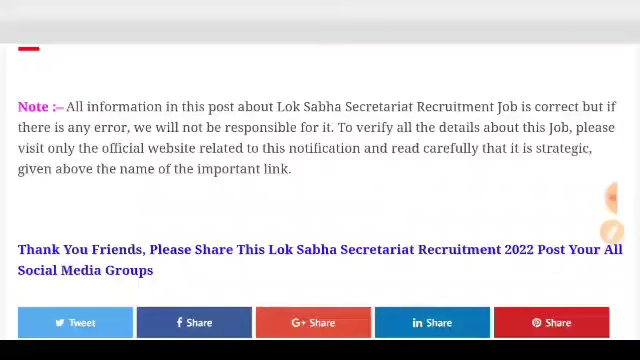 Note :– All information in this post about Lok Sabha Secretariat Recruitment Job is correct but if
there is any error, we will not be responsible for it. To verify all the details about this Job, please
visit only the official website related to this notification and read carefully that it is strategic,
given above the name of the important link.
Thank You Friends, Please Share This Lok Sabha Secretariat Recruitment 2022 Post Your All
Social Media Groups
Tweet Share G+ Share in Share Share